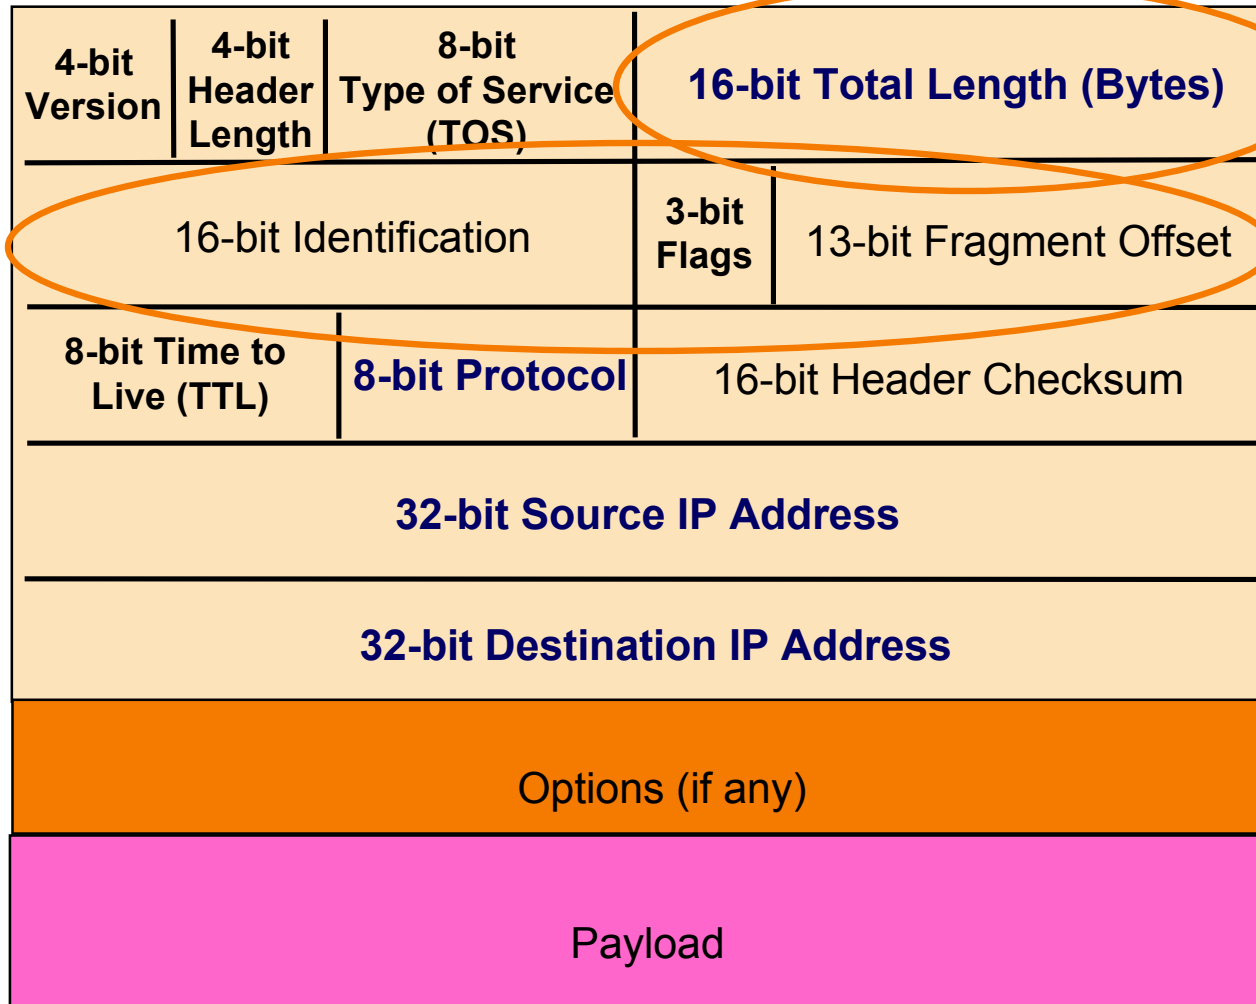 4-bit
Version
4-bit
Header
Length
8-bit
Type of Service
(TOS)
16-bit Total Length (Bytes)
16-bit Identification
3-bit
Flags
13-bit Fragment Offset
8-bit Time to
Live (TTL)
8-bit Protocol
16-bit Header Checksum
32-bit Source IP Address
32-bit Destination IP Address
Options (if any)
Payload